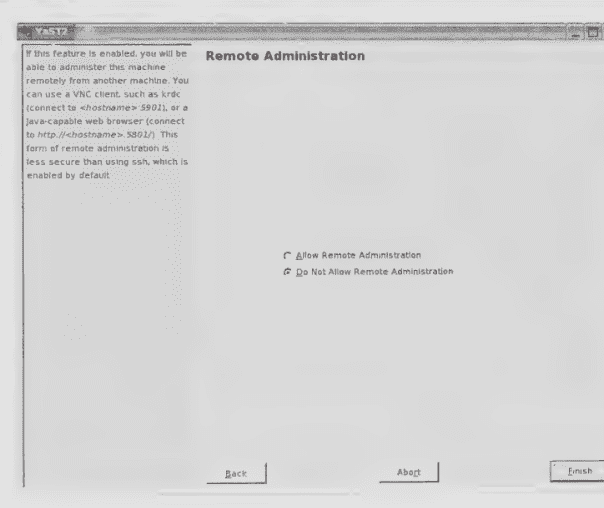 YaST2
If this feature is enabled, you will be
able to administer this machine
remotely from another machine. You
can use a VNC client, such as krdc
(connect to <hostname>:5901), or a
Java-capable web browser (connect
to http://<hostname>:5801/) This
form of remote administration is
less secure than using ssh, which is
enabled by default
Remote Administration
Allow Remote Administration
Do Not Allow Remote Administration
Back
Abort
Finish